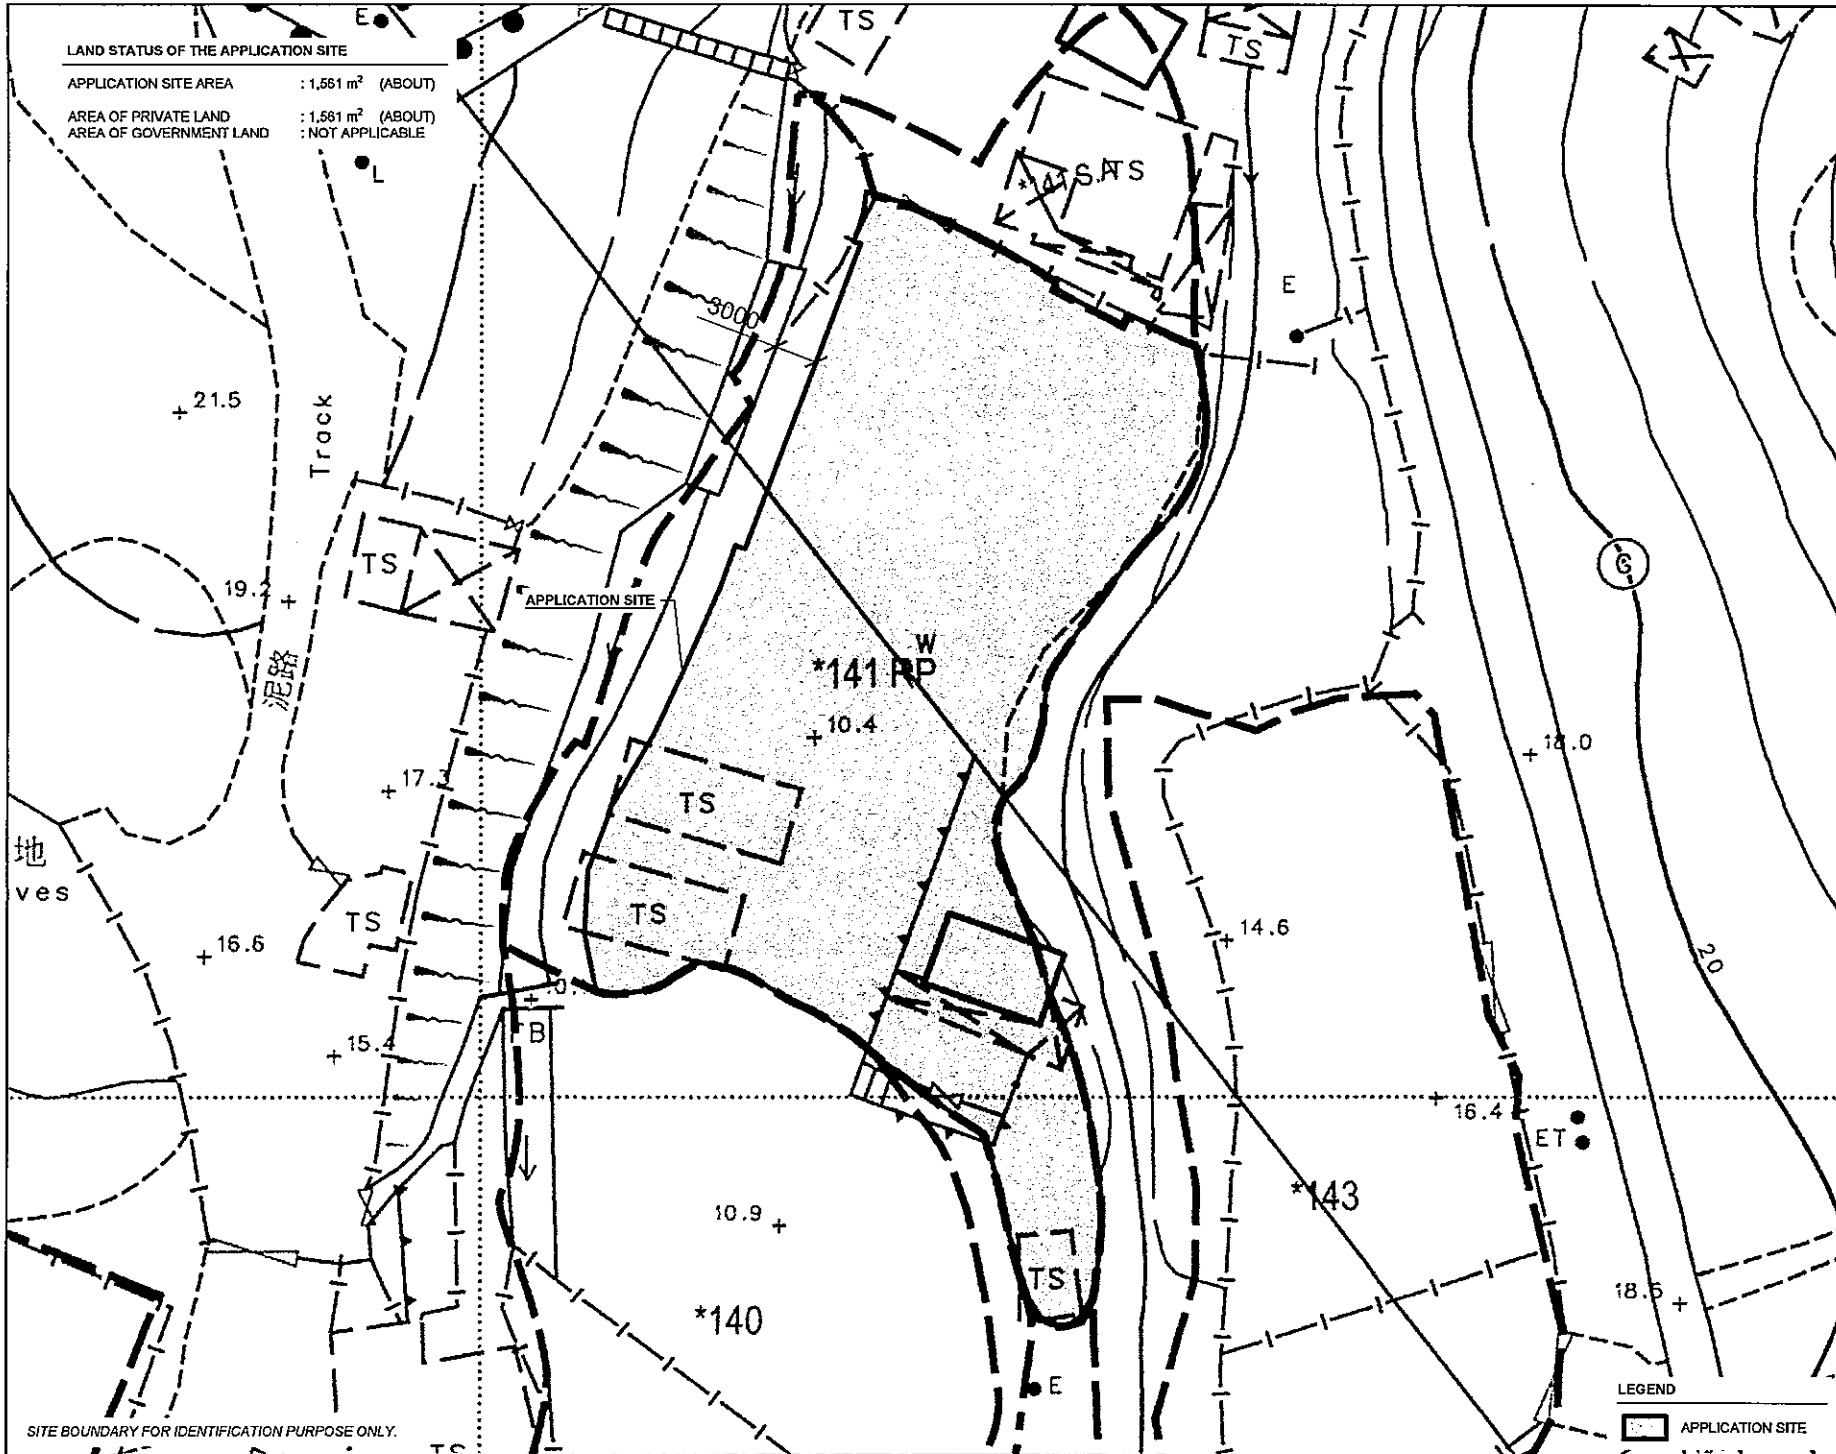 LAND STATUS OF THE APPLICATION SITE
APPLICATION SITE AREA : 1,561 m² (ABOUT)
AREA OF PRIVATE LAND : 1,561 m² (ABOUT)
AREA OF GOVERNMENT LAND : NOT APPLICABLE
E
TS
TS
L
TS
3000
E
21.5
Track
TS
19.2
APPLICATION SITE
G
泥路
W
*141 RP
10.4
18.0
17.3
TS
地
ves
TS
TS
16.6
14.6
20
B
15.4
16.4
ET
*143
10.9
TS
18.5
*140
E
LEGEND
APPLICATION SITE
SITE BOUNDARY FOR IDENTIFICATION PURPOSE ONLY.
TS